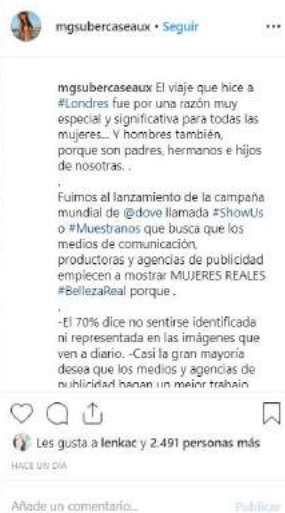 mgsubercaseaux • Seguir
mgsubercaseaux El viaje que hice a
#Londres fue por una razón muy
especial y significativa para todas las
mujeres... Y hombres también,
porque son padres, hermanos e hijos
de nosotras. .
.
Fuimos al lanzamiento de la campaña
mundial de @dove llamada #ShowUs
o #Muestranos que busca que los
medios de comunicación,
productoras y agencias de publicidad
empiecen a mostrar MUJERES REALES
#BellezaReal porque .
.
-El 70% dice no sentirse identificada
ni representada en las imágenes que
ven a diario. -Casi la gran mayoría
desea que los medios y agencias de
publicidad hagan un mejor trabajo
Les gusta a lenkac y 2.491 personas más
HACE UN DÍA
Añade un comentario... Publicar